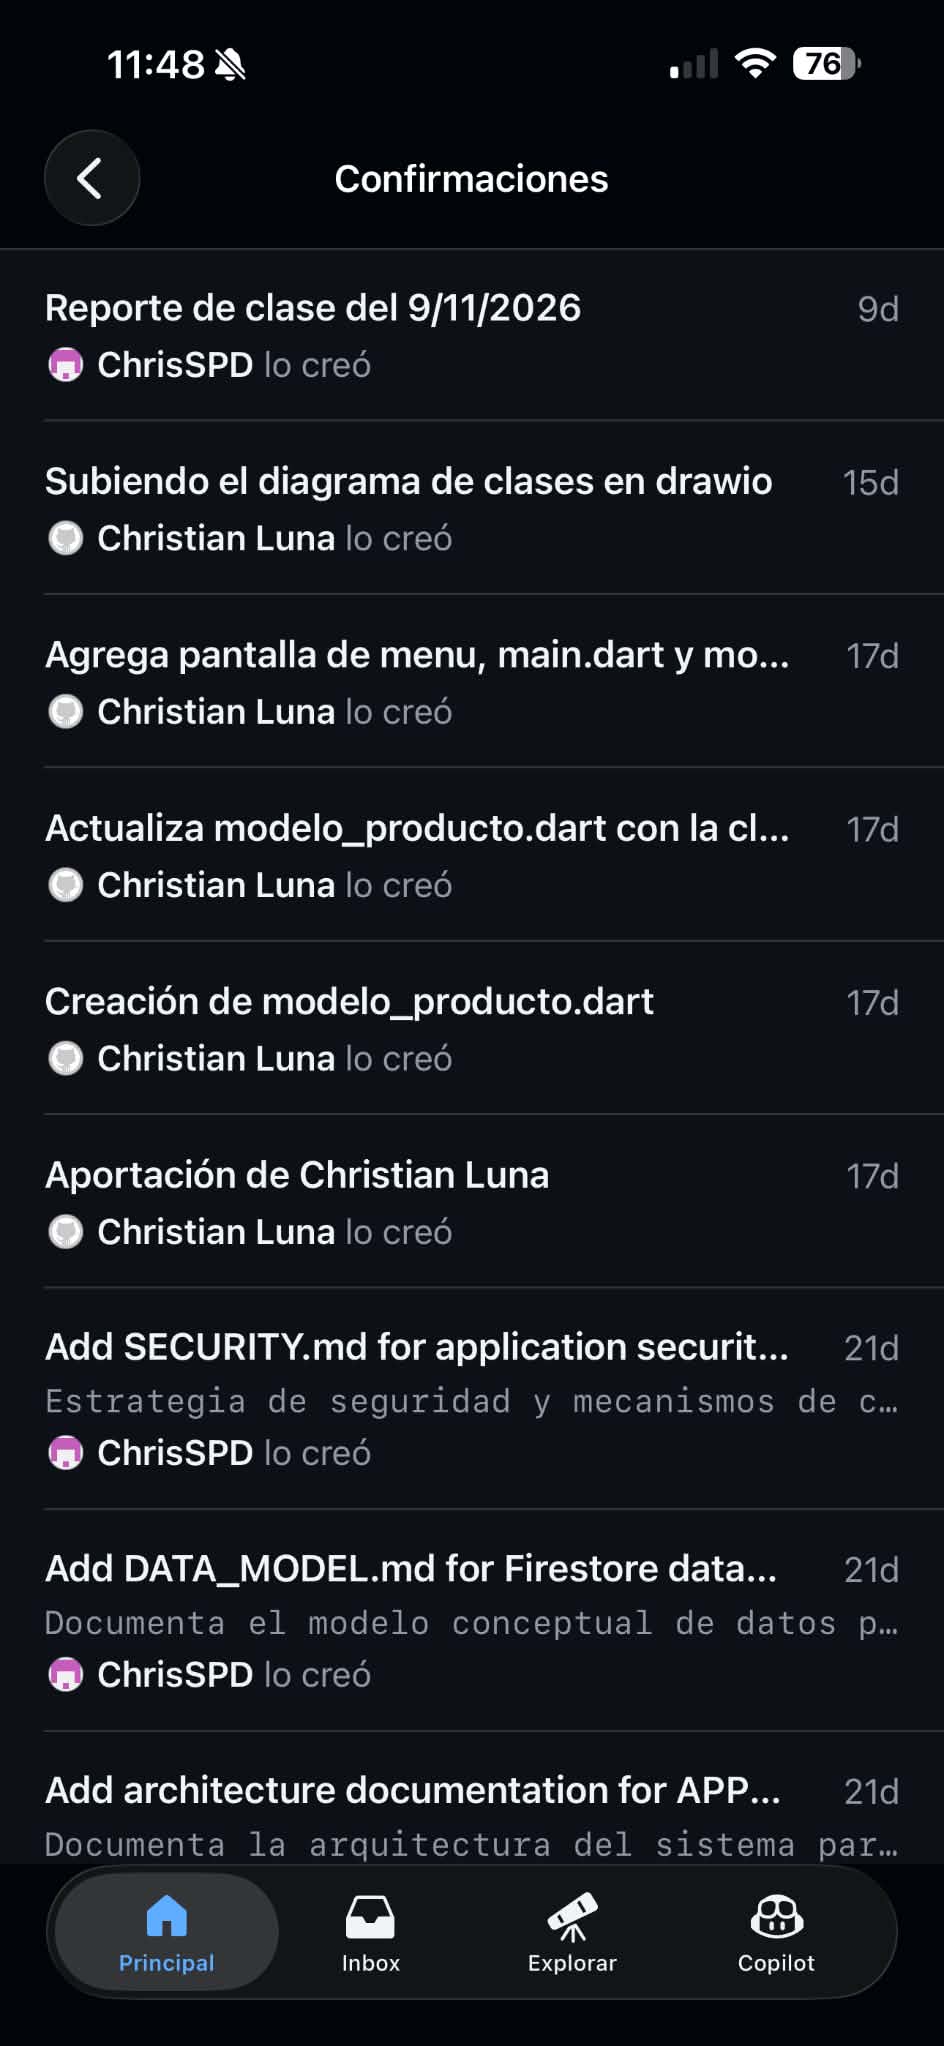 11:48
76
Confirmaciones
Reporte de clase del 9/11/2026
9d
ChrisSPD lo creó
Subiendo el diagrama de clases en drawio
15d
Christian Luna lo creó
Agrega pantalla de menu, main.dart y mo...
17d
Christian Luna lo creó
Actualiza modelo_producto.dart con la cl...
17d
Christian Luna lo creó
Creación de modelo_producto.dart
17d
Christian Luna lo creó
Aportación de Christian Luna
17d
Christian Luna lo creó
Add SECURITY.md for application securit...
21d
Estrategia de seguridad y mecanismos de c…
ChrisSPD lo creó
Add DATA_MODEL.md for Firestore data...
21d
Documenta el modelo conceptual de datos p…
ChrisSPD lo creó
Add architecture documentation for APP...
21d
Documenta la arquitectura del sistema par…
Principal
Inbox
Explorar
Copilot